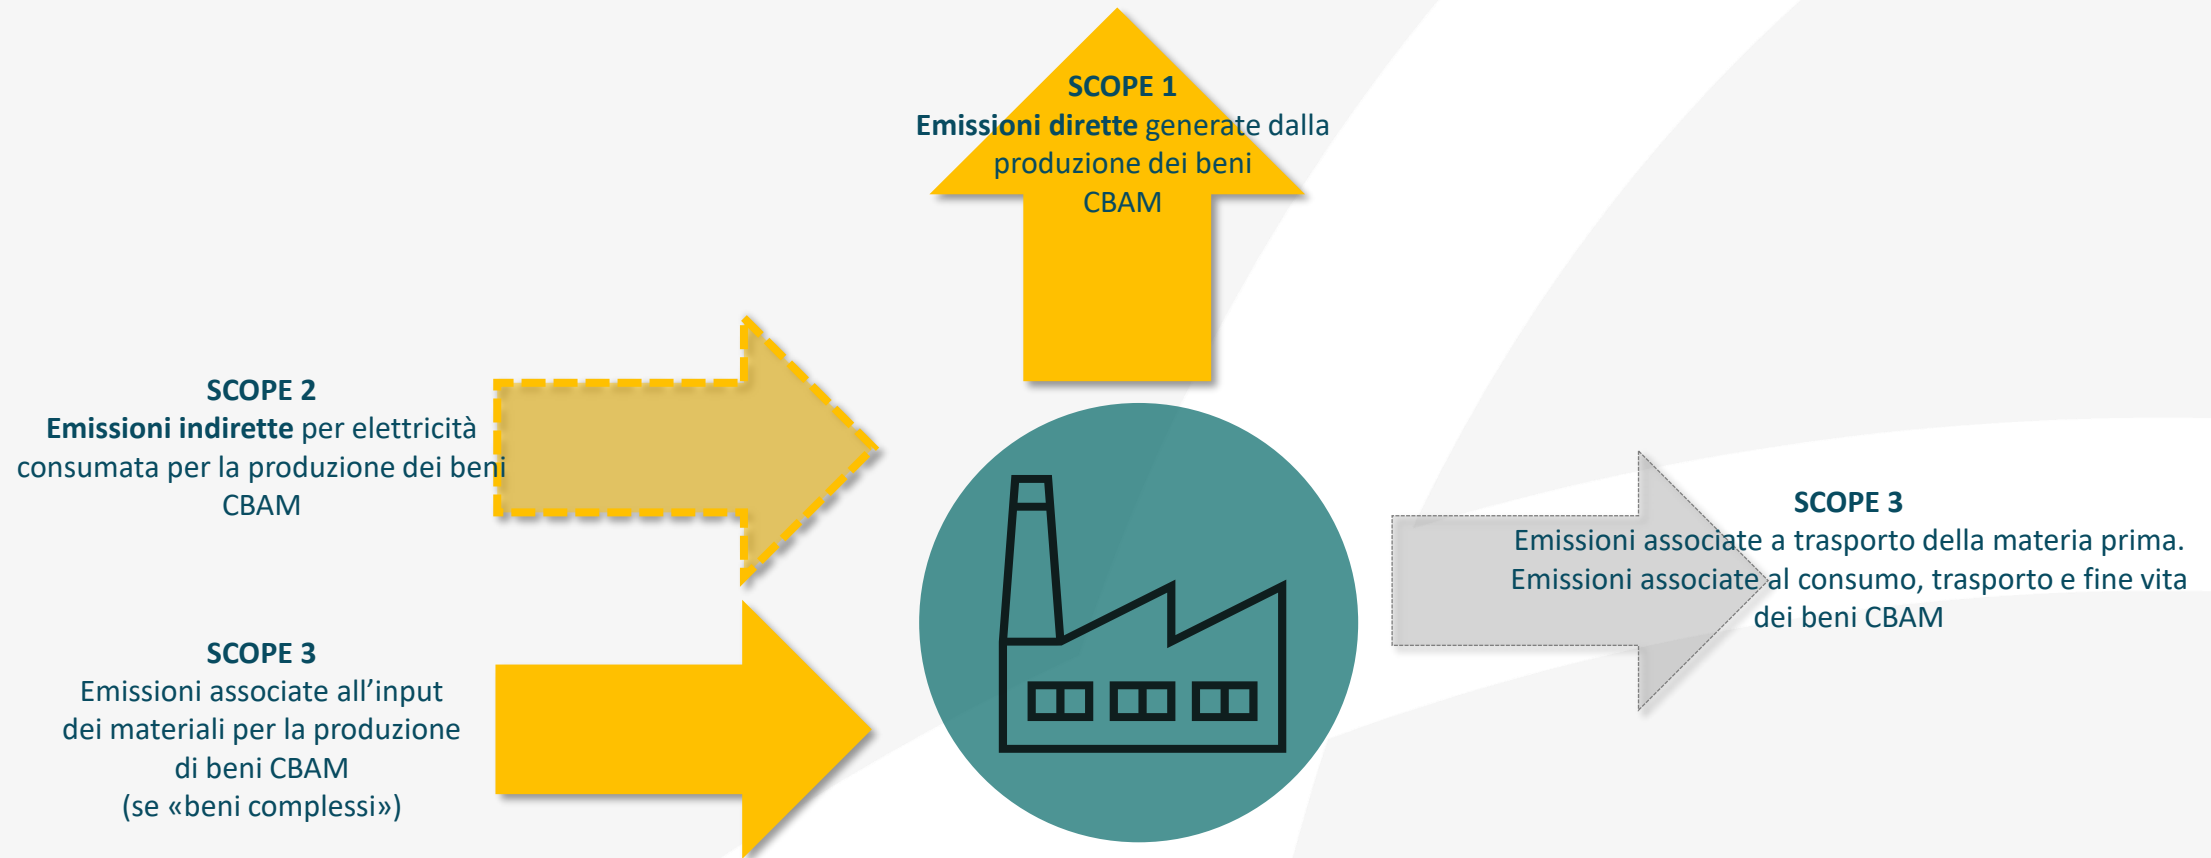 SCOPE 1
Emissioni dirette generate dalla
produzione dei beni
CBAM
SCOPE 2
Emissioni indirette per elettricità
consumata per la produzione dei beni
CBAM
SCOPE 3
Emissioni associate all’input
dei materiali per la produzione
di beni CBAM
(se «beni complessi»)
SCOPE 3
Emissioni associate a trasporto della materia prima.
Emissioni associate al consumo, trasporto e fine vita
dei beni CBAM